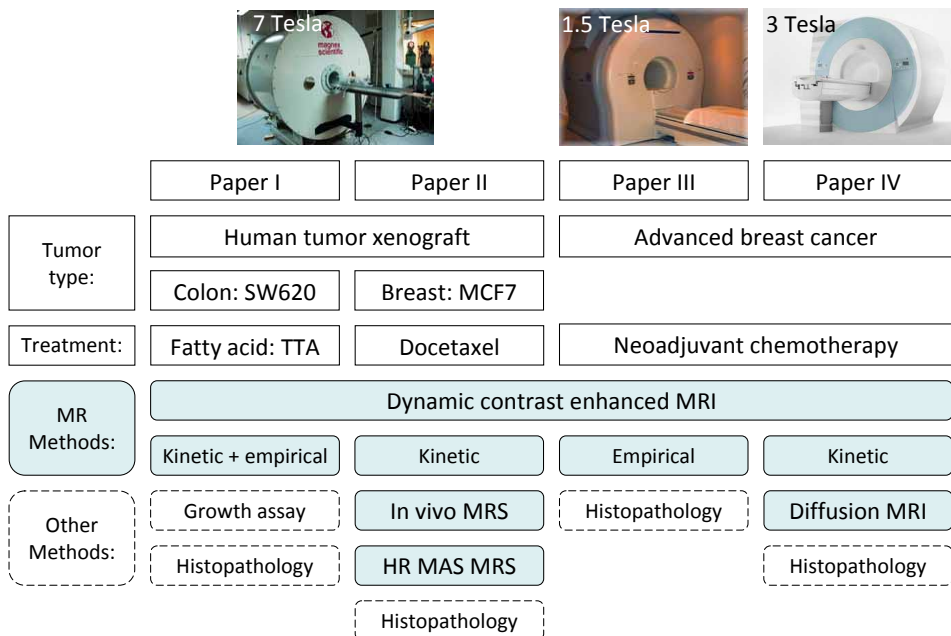 7 Tesla
1.5 Tesla
3 Tesla
magnex
scientific
Paper I
Paper II
Paper III
Paper IV
Tumor
type:
Human tumor xenograft
Advanced breast cancer
Colon: SW620
Breast: MCF7
Treatment:
Fatty acid: TTA
Docetaxel
Neoadjuvant chemotherapy
MR
Methods:
Dynamic contrast enhanced MRI
Kinetic + empirical
Kinetic
Empirical
Kinetic
Other
Methods:
Growth assay
In vivo MRS
Histopathology
Diffusion MRI
Histopathology
HR MAS MRS
Histopathology
Histopathology